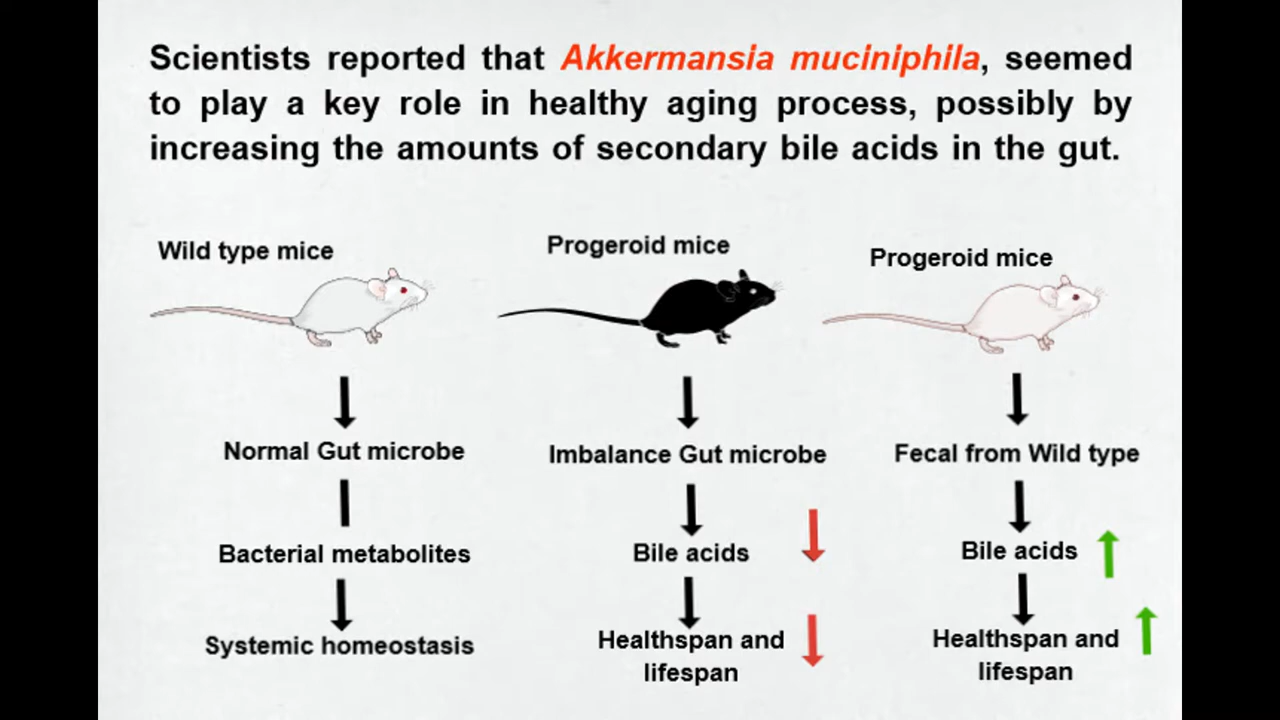 Scientists reported that Akkermansia muciniphila, seemed
to play a key role in healthy aging process, possibly by
increasing the amounts of secondary bile acids in the gut.
Wild type mice
Normal Gut microbe
Bacterial metabolites
Systemic homeostasis
Progeroid mice
Imbalance Gut microbe
Bile acids
Healthspan and
lifespan
Progeroid mice
Fecal from Wild type
Bile acids
Healthspan and
lifespan